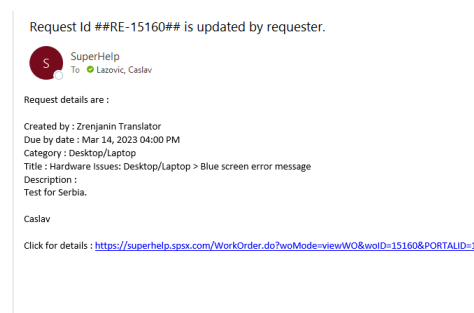 Request Id ##RE-15160## is updated by requester.
S
SuperHelp
To Lazovic, Caslav
Request details are :
Created by : Zrenjanin Translator
Due by date : Mar 14, 2023 04:00 PM
Category : Desktop/Laptop
Title : Hardware Issues: Desktop/Laptop > Blue screen error message
Description :
Test for Serbia.
Caslav
Click for details : https://superhelp.spsx.com/WorkOrder.do?woMode=viewWO&woID=15160&PORTALID=1